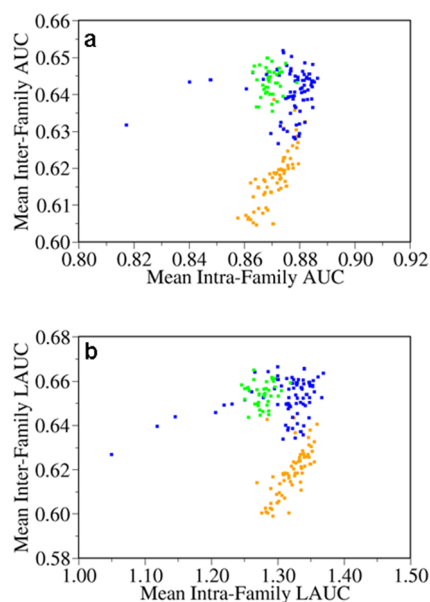 a
Mean Inter-Family AUC
0.66
0.65
0.64
0.63
0.62
0.61
0.60
0.80 0.82 0.84 0.86 0.88 0.90 0.92
Mean Intra-Family AUC
b
Mean Inter-Family LAUC
0.68
0.66
0.64
0.62
0.60
0.58
1.00 1.10 1.20 1.30 1.40 1.50
Mean Intra-Family LAUC